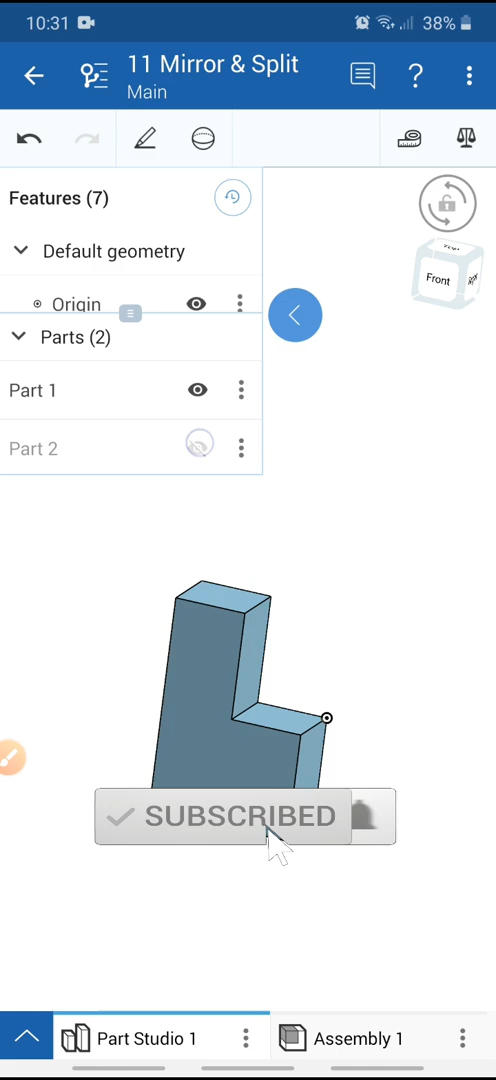 10:31
38%
11 Mirror & Split
Main
Features (7)
Default geometry
Origin
Parts (2)
Part 1
Part 2
Front
SUBSCRIBED
Part Studio 1
Assembly 1